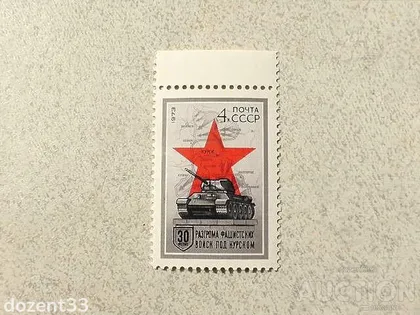 4к ПОЧТА
СССР
1973
30
РАЗГРОМА ФАШИСТСКИХ
ВОЙСК ПОД КУРСКОМ
dozent33